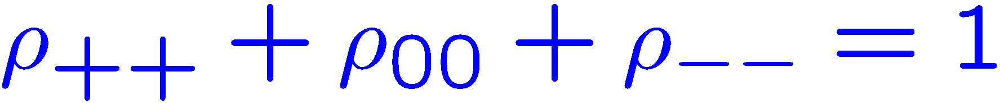 ρ₊₊ + ρ₀₀ + ρ₋₋ = 1